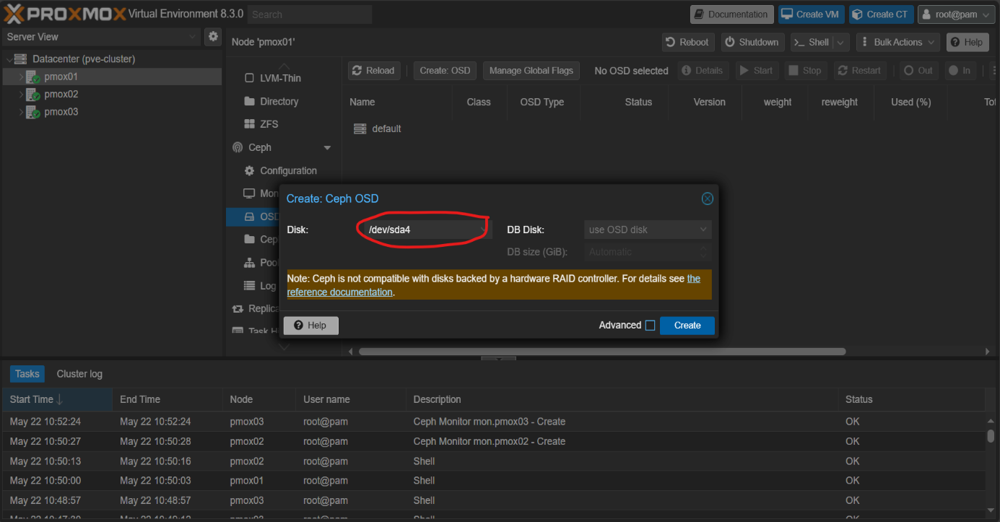 PROXMOX Virtual Environment 8.3.0 Search Documentation Create VM Create CT root@pam
Server View
Node 'pmox01' Reboot Shutdown Shell Bulk Actions Help
Datacenter (pve-cluster)
pmox01
pmox02
pmox03
LVM-Thin
Directory
ZFS
Ceph
Configuration
Mon
OSD
Cep
Pool
Log
Replica
Task H
Reload Create: OSD Manage Global Flags No OSD selected Details Start Stop Restart Out In
Name Class OSD Type Status Version weight reweight Used (%) Tot
default
Create: Ceph OSD
Disk: /dev/sda4 DB Disk: use OSD disk
DB size (GiB): Automatic
Note: Ceph is not compatible with disks backed by a hardware RAID controller. For details see the
reference documentation.
Help Advanced Create
Tasks Cluster log
Start Time End Time Node User name Description Status
May 22 10:52:24 May 22 10:52:24 pmox03 root@pam Ceph Monitor mon.pmox03 - Create OK
May 22 10:50:27 May 22 10:50:28 pmox02 root@pam Ceph Monitor mon.pmox02 - Create OK
May 22 10:50:13 May 22 10:50:16 pmox02 root@pam Shell OK
May 22 10:50:00 May 22 10:50:03 pmox01 root@pam Shell OK
May 22 10:48:57 May 22 10:48:57 pmox03 root@pam Shell OK